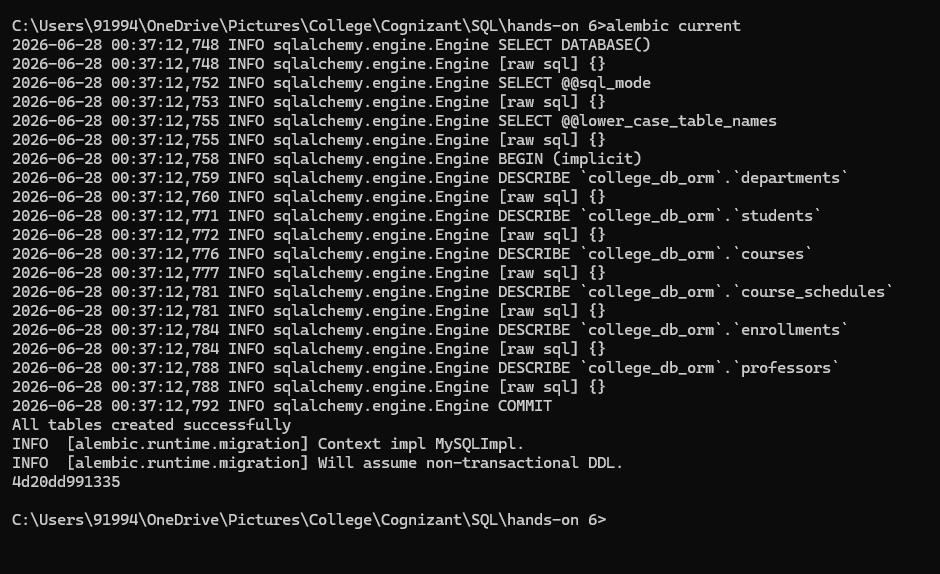 C:\Users\91994\OneDrive\Pictures\College\Cognizant\SQL\hands-on 6>alembic current
2026-06-28 00:37:12,748 INFO sqlalchemy.engine.Engine SELECT DATABASE()
2026-06-28 00:37:12,748 INFO sqlalchemy.engine.Engine [raw sql] {}
2026-06-28 00:37:12,752 INFO sqlalchemy.engine.Engine SELECT @@sql_mode
2026-06-28 00:37:12,753 INFO sqlalchemy.engine.Engine [raw sql] {}
2026-06-28 00:37:12,755 INFO sqlalchemy.engine.Engine SELECT @@lower_case_table_names
2026-06-28 00:37:12,755 INFO sqlalchemy.engine.Engine [raw sql] {}
2026-06-28 00:37:12,758 INFO sqlalchemy.engine.Engine BEGIN (implicit)
2026-06-28 00:37:12,759 INFO sqlalchemy.engine.Engine DESCRIBE `college_db_orm`.`departments`
2026-06-28 00:37:12,760 INFO sqlalchemy.engine.Engine [raw sql] {}
2026-06-28 00:37:12,771 INFO sqlalchemy.engine.Engine DESCRIBE `college_db_orm`.`students`
2026-06-28 00:37:12,772 INFO sqlalchemy.engine.Engine [raw sql] {}
2026-06-28 00:37:12,776 INFO sqlalchemy.engine.Engine DESCRIBE `college_db_orm`.`courses`
2026-06-28 00:37:12,777 INFO sqlalchemy.engine.Engine [raw sql] {}
2026-06-28 00:37:12,781 INFO sqlalchemy.engine.Engine DESCRIBE `college_db_orm`.`course_schedules`
2026-06-28 00:37:12,781 INFO sqlalchemy.engine.Engine [raw sql] {}
2026-06-28 00:37:12,784 INFO sqlalchemy.engine.Engine DESCRIBE `college_db_orm`.`enrollments`
2026-06-28 00:37:12,784 INFO sqlalchemy.engine.Engine [raw sql] {}
2026-06-28 00:37:12,788 INFO sqlalchemy.engine.Engine DESCRIBE `college_db_orm`.`professors`
2026-06-28 00:37:12,788 INFO sqlalchemy.engine.Engine [raw sql] {}
2026-06-28 00:37:12,792 INFO sqlalchemy.engine.Engine COMMIT
All tables created successfully
INFO  [alembic.runtime.migration] Context impl MySQLImpl.
INFO  [alembic.runtime.migration] Will assume non-transactional DDL.
4d20dd991335
C:\Users\91994\OneDrive\Pictures\College\Cognizant\SQL\hands-on 6>